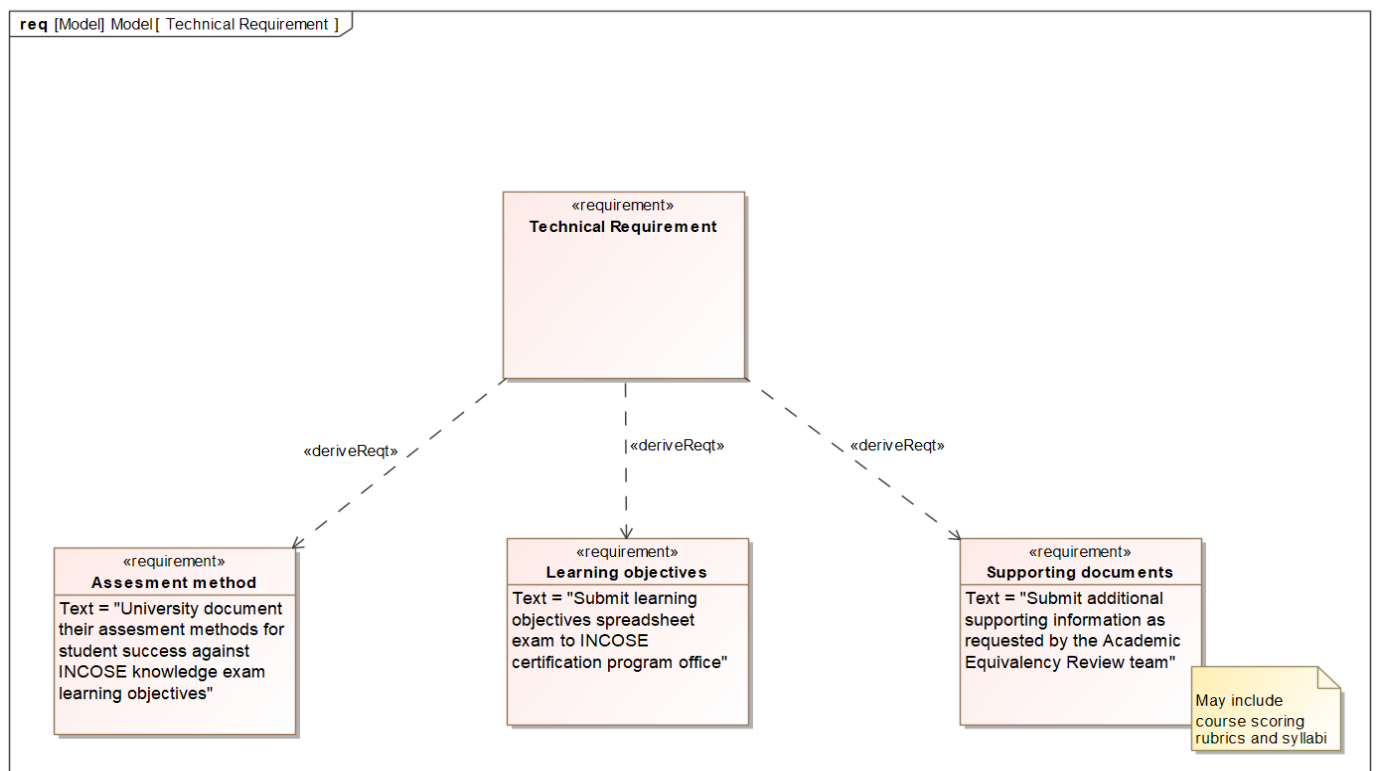 req [Model] Model[ Technical Requirement ]
«requirement»
Technical Requirement
«deriveReqt»
«deriveReqt»
«deriveReqt»
«requirement»
Assesment method
Text = "University document
their assesment methods for
student success against
INCOSE knowledge exam
learning objectives"
«requirement»
Learning objectives
Text = "Submit learning
objectives spreadsheet
exam to INCOSE
certification program office"
«requirement»
Supporting documents
Text = "Submit additional
supporting information as
requested by the Academic
Equivalency Review team"
May include
course scoring
rubrics and syllabi